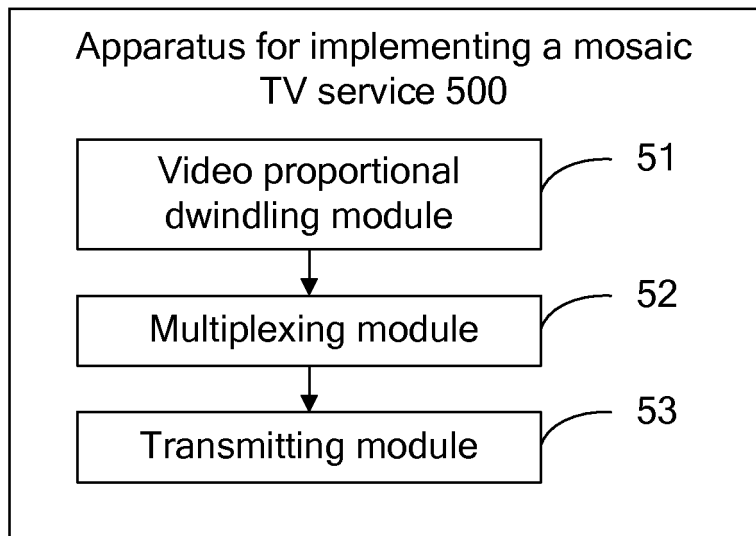 Apparatus for implementing a mosaic
TV service 500
Video proportional
dwindling module
51
Multiplexing module
52
Transmitting module
53